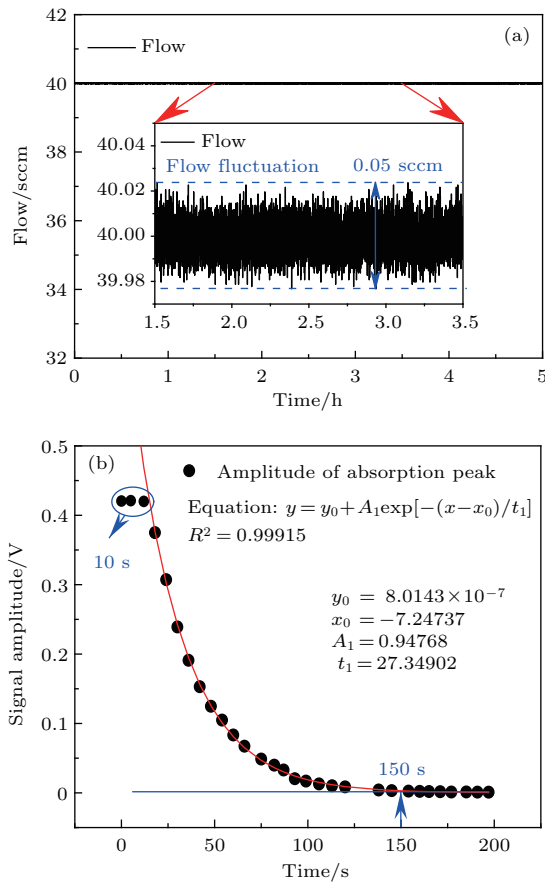 (a)
Flow
42
40
38
36
34
32
Flow/sccm
40.04
40.02
40.00
39.98
Flow
Flow fluctuation 0.05 sccm
1.5 2.0 2.5 3.0 3.5
0 1 2 3 4 5
Time/h
(b)
0.5
0.4
0.3
0.2
0.1
0
Signal amplitude/V
Amplitude of absorption peak
Equation: y = y₀+A₁exp[−(x−x₀)/t₁]
R² = 0.99915
10 s
y₀ = 8.0143×10⁻⁷
x₀ = −7.24737
A₁ = 0.94768
t₁ = 27.34902
150 s
0 50 100 150 200
Time/s